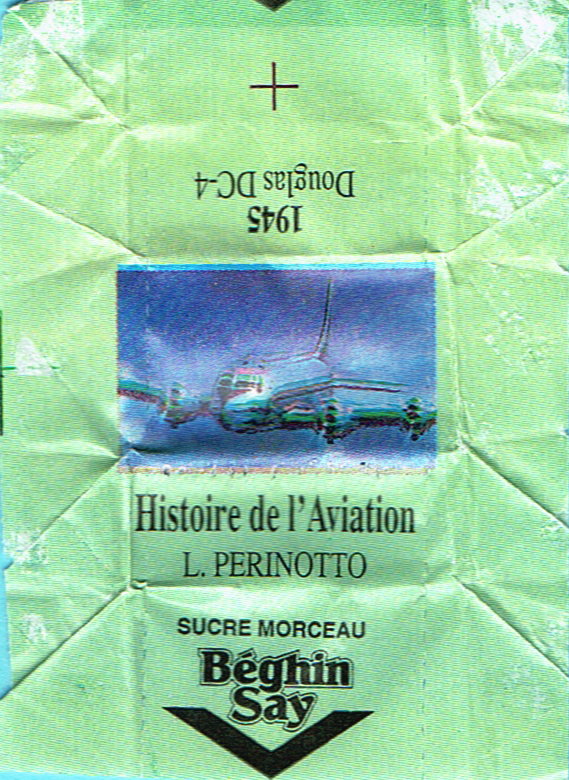 Douglas DC-4
1945
Histoire de l'Aviation
L. PERINOTTO
SUCRE MORCEAU
Béghin
Say